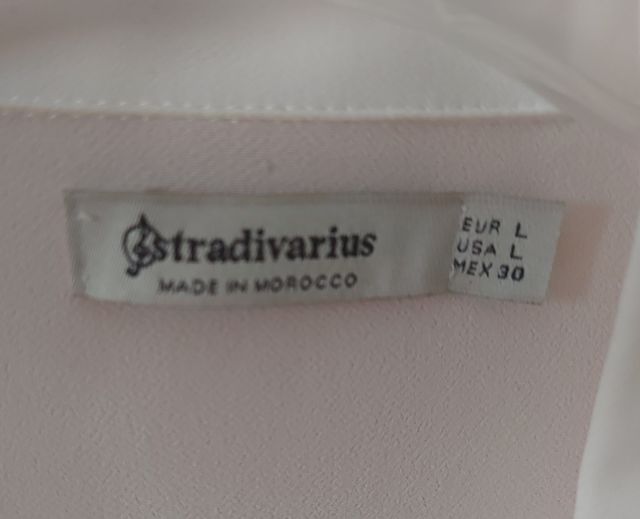 stradivarius
MADE IN MOROCCO
EUR L
USA L
MEX 30